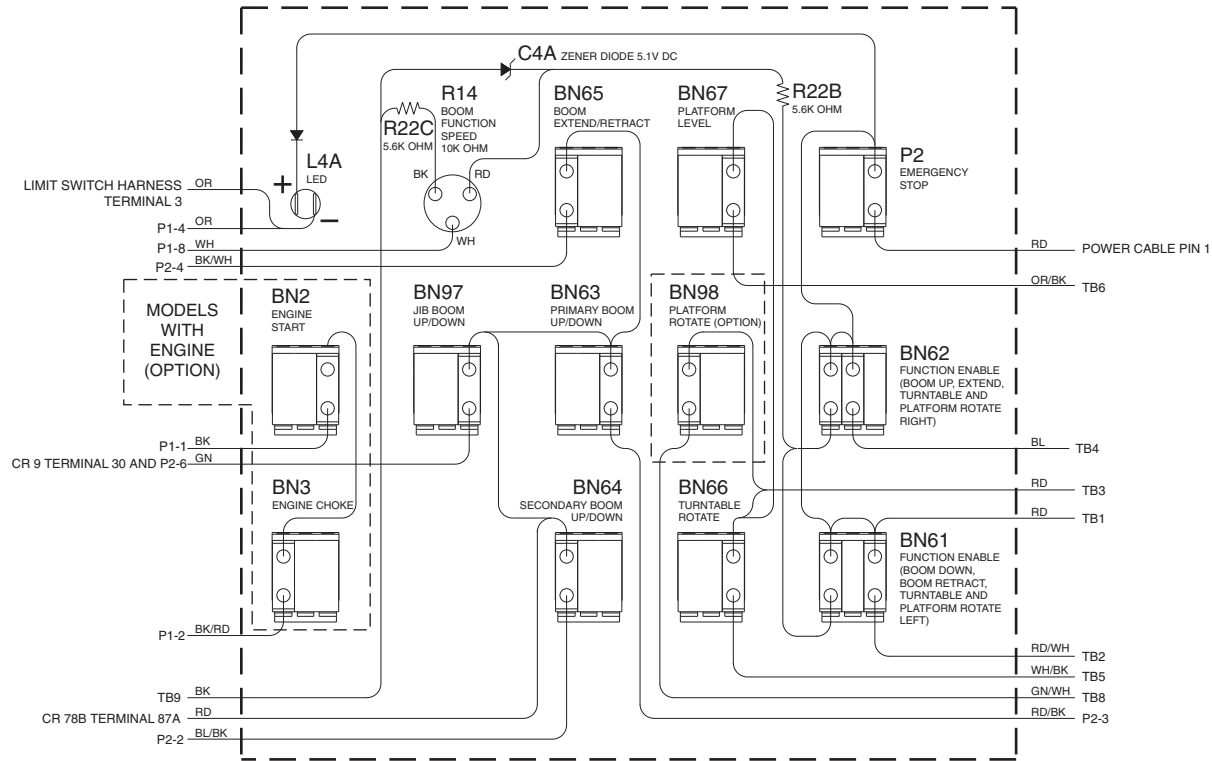 C4A ZENER DIODE 5.1V DC
R14
BOOM
FUNCTION
SPEED
10K OHM
BN65
BOOM
EXTEND/RETRACT
BN67
PLATFORM
LEVEL
R22B
5.6K OHM
R22C
5.6K OHM
P2
EMERGENCY
STOP
L4A
LED
+
–
BK
RD
WH
LIMIT SWITCH HARNESS
TERMINAL 3
OR
P1-4 OR
P1-8 WH
P2-4 BK/WH
RD POWER CABLE PIN 1
OR/BK TB6
MODELS
WITH
ENGINE
(OPTION)
BN2
ENGINE
START
BN97
JIB BOOM
UP/DOWN
BN63
PRIMARY BOOM
UP/DOWN
BN98
PLATFORM
ROTATE (OPTION)
BN62
FUNCTION ENABLE
(BOOM UP, EXTEND,
TURNTABLE AND
PLATFORM ROTATE
RIGHT)
P1-1 BK
CR 9 TERMINAL 30 AND P2-6 GN
BL TB4
BN3
ENGINE CHOKE
BN64
SECONDARY BOOM
UP/DOWN
BN66
TURNTABLE
ROTATE
RD TB3
RD TB1
BN61
FUNCTION ENABLE
(BOOM DOWN,
BOOM RETRACT,
TURNTABLE AND
PLATFORM ROTATE
LEFT)
P1-2 BK/RD
RD/WH TB2
WH/BK TB5
TB9 BK
GN/WH TB8
CR 78B TERMINAL 87A RD
RD/BK P2-3
P2-2 BL/BK